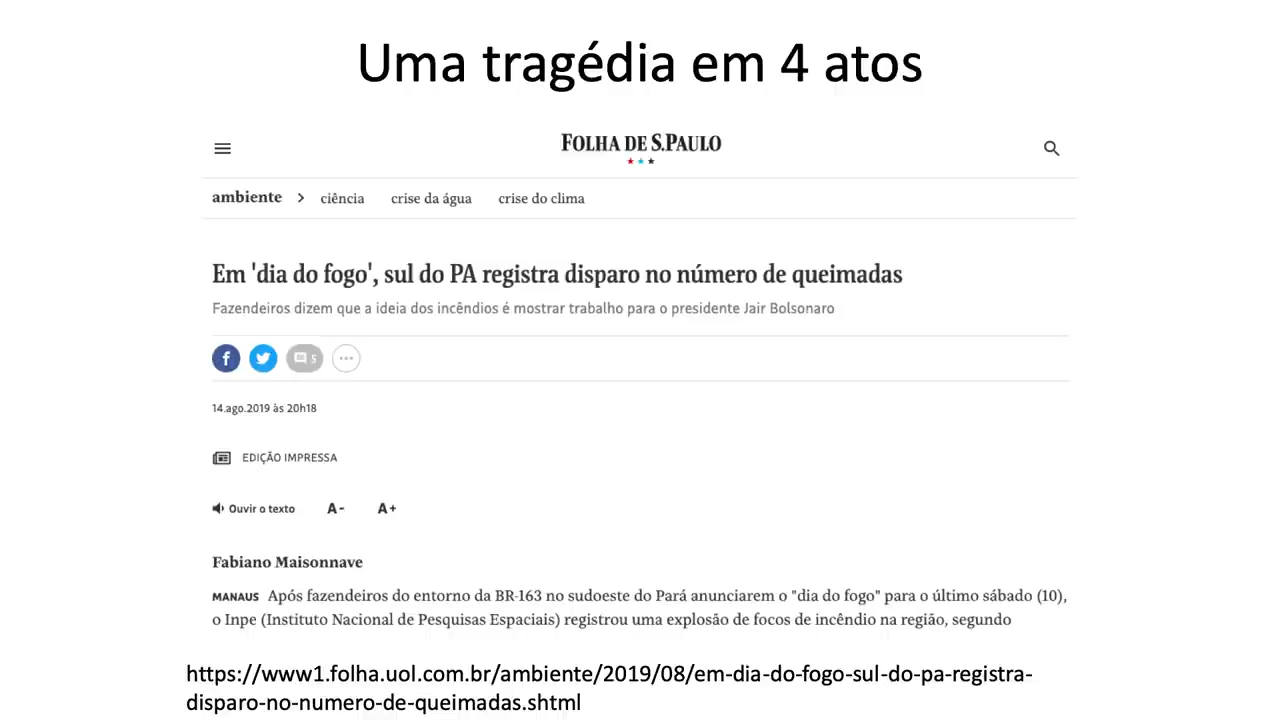 Uma tragédia em 4 atos
FOLHA DE S.PAULO
ambiente > ciência crise da água crise do clima
Em 'dia do fogo', sul do PA registra disparo no número de queimadas
Fazendeiros dizem que a ideia dos incêndios é mostrar trabalho para o presidente Jair Bolsonaro
f 5 ...
14.ago.2019 às 20h18
EDIÇÃO IMPRESSA
Ouvir o texto A- A+
Fabiano Maisonnave
MANAUS Após fazendeiros do entorno da BR-163 no sudoeste do Pará anunciarem o "dia do fogo" para o último sábado (10),
o Inpe (Instituto Nacional de Pesquisas Espaciais) registrou uma explosão de focos de incêndio na região, segundo
https://www1.folha.uol.com.br/ambiente/2019/08/em-dia-do-fogo-sul-do-pa-registra-
disparo-no-numero-de-queimadas.shtml